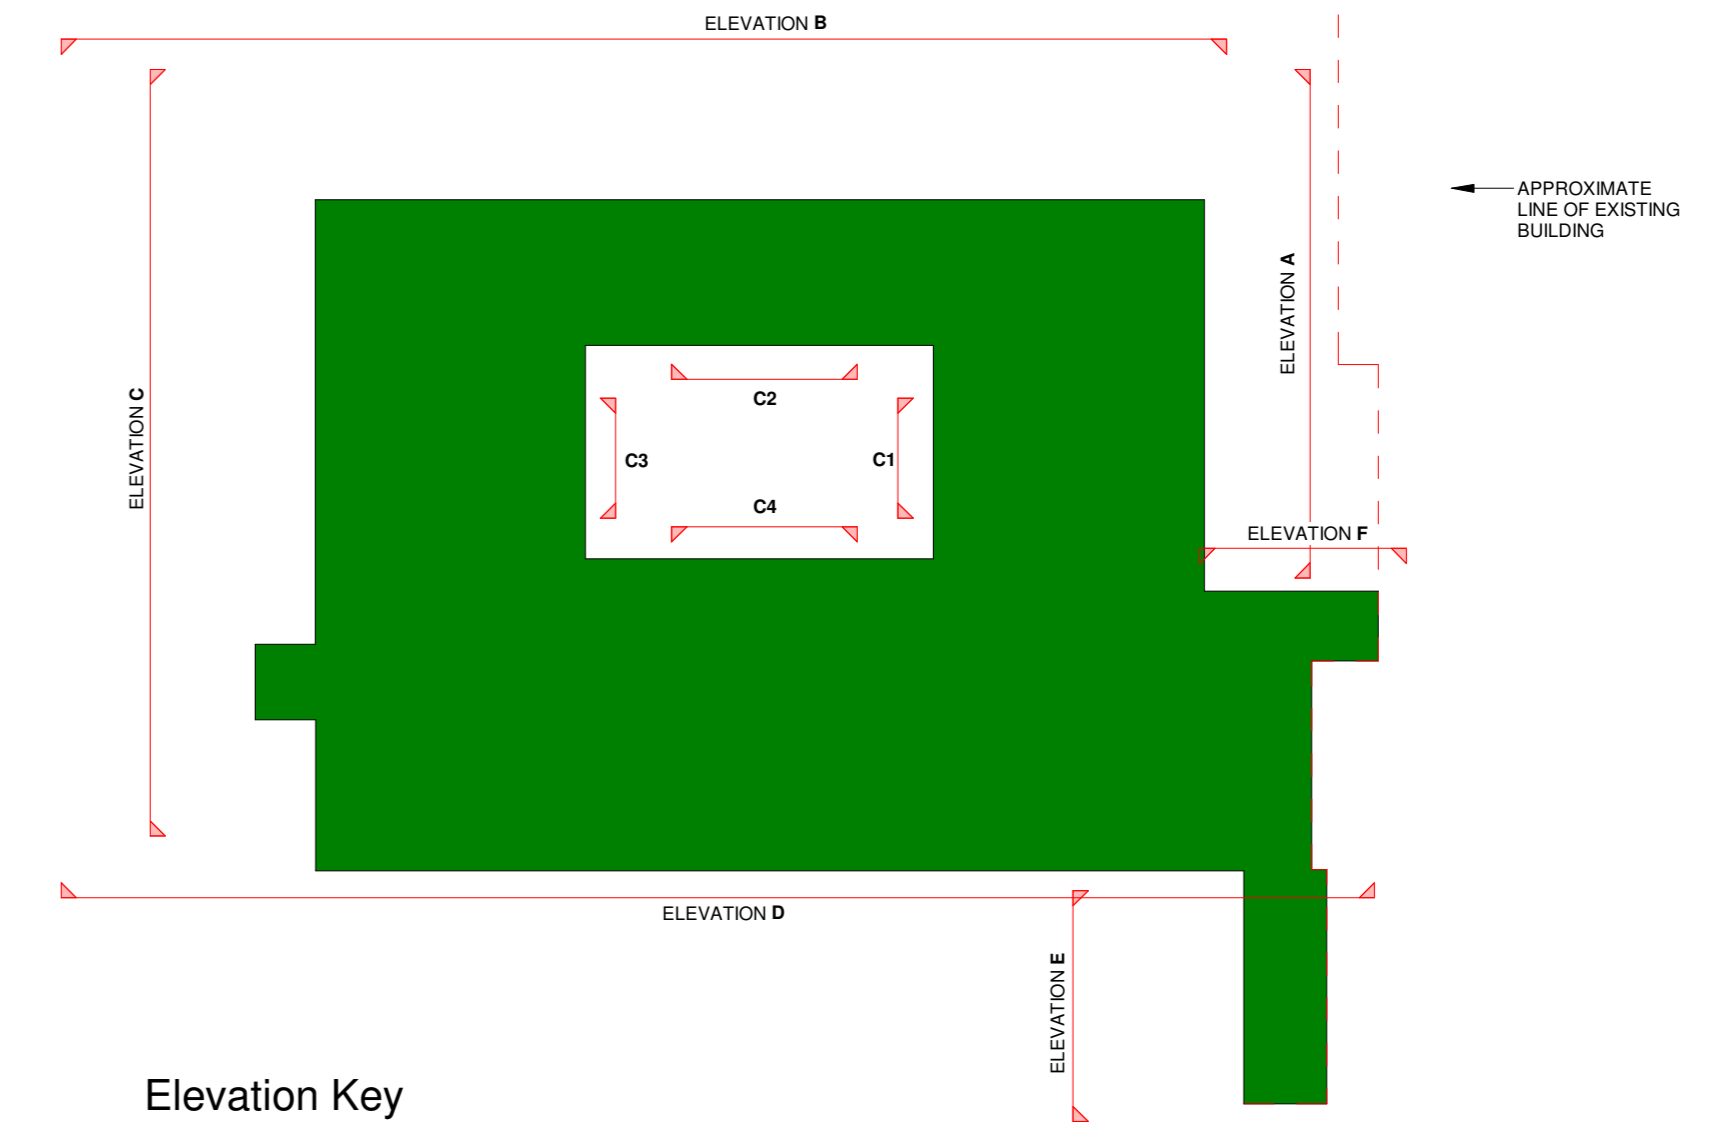 ELEVATION B
APPROXIMATE
LINE OF EXISTING
BUILDING
ELEVATION A
ELEVATION C
C2
C3
C1
C4
ELEVATION F
ELEVATION D
ELEVATION E
Elevation Key